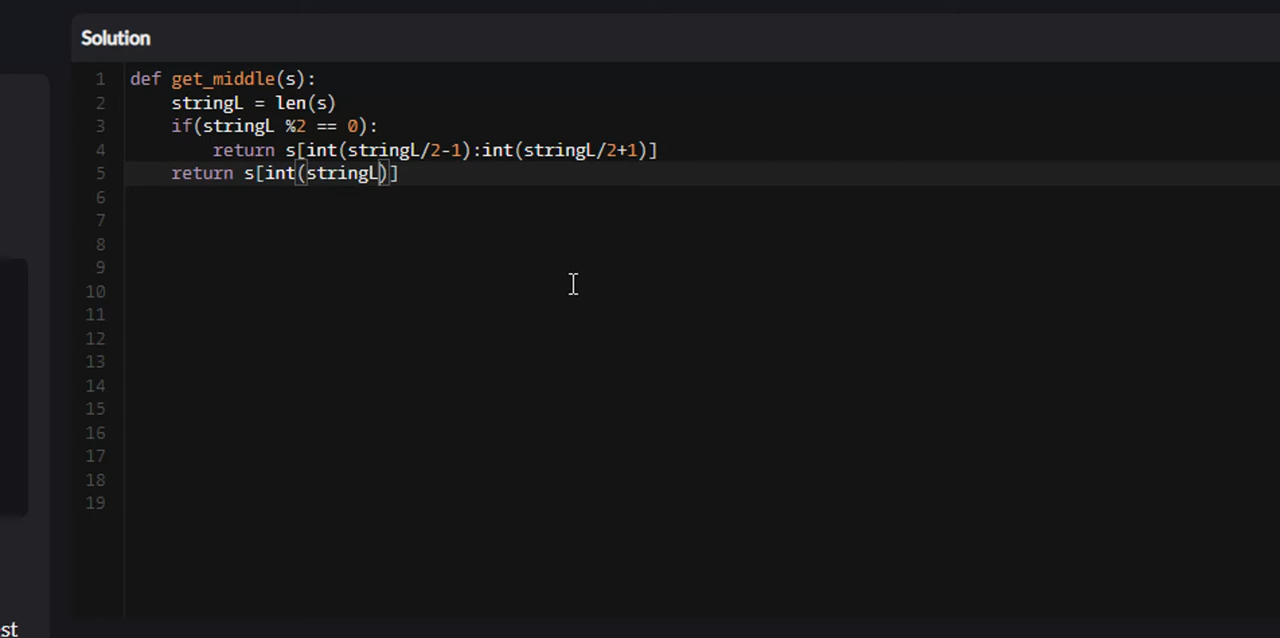 Solution
1 def get_middle(s):
2     stringL = len(s)
3     if(stringL %2 == 0):
4         return s[int(stringL/2-1):int(stringL/2+1)]
5     return s[int(stringL)]
6
7
8
9
10
11
12
13
14
15
16
17
18
19
st